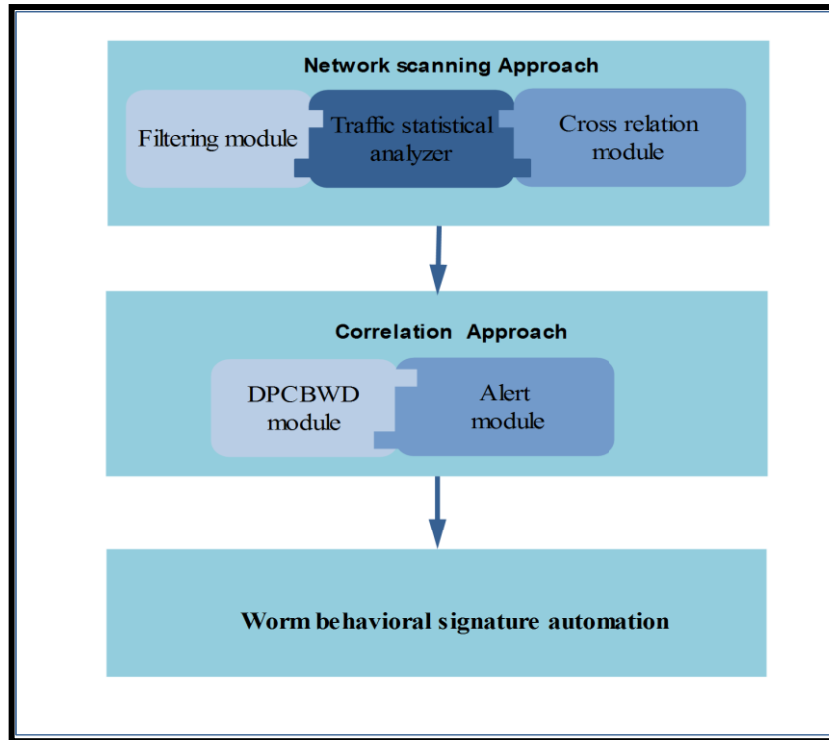 Network scanning Approach
Filtering module
Traffic statistical
analyzer
Cross relation
module
Correlation Approach
DPCBWD
module
Alert
module
Worm behavioral signature automation